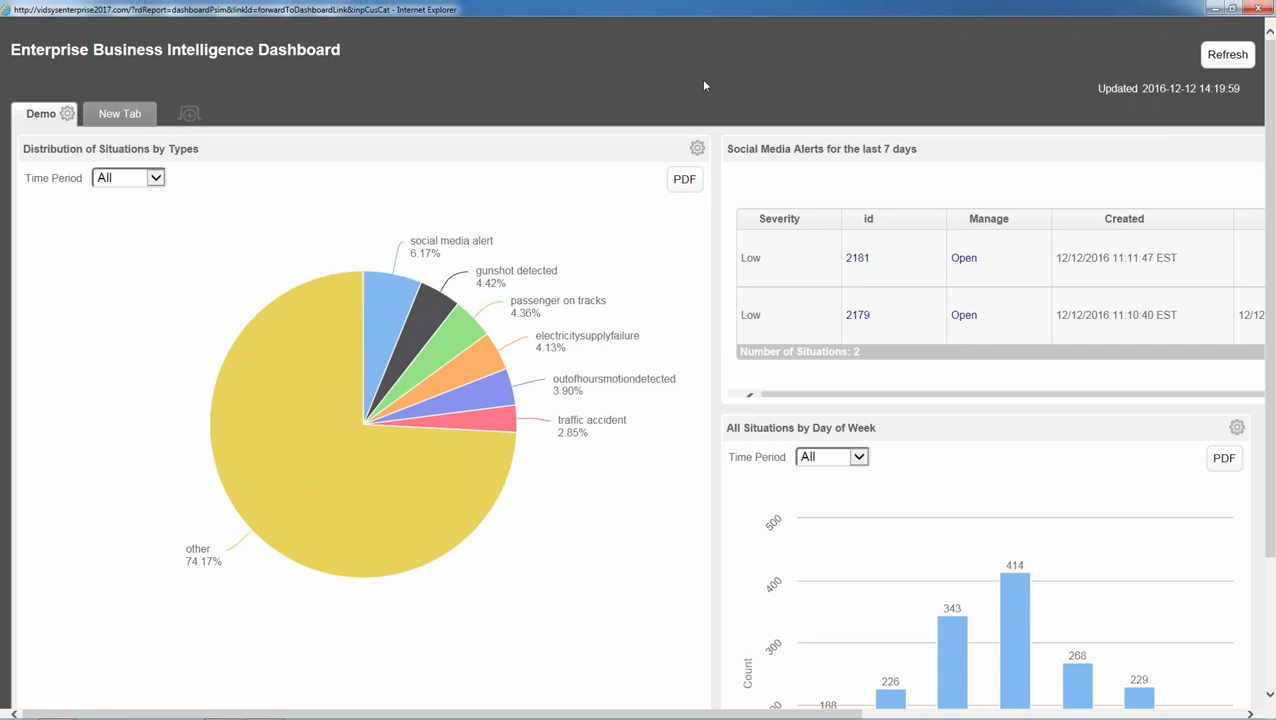 http://vidsysenterprise2017.com/?rdReport=dashboardPsim&linkId=forwardToDashboardLink&inpCusCat - Internet Explorer
Enterprise Business Intelligence Dashboard
Refresh
Updated 2016-12-12 14:19:59
Demo
New Tab
Distribution of Situations by Types
Time Period All
PDF
social media alert
6.17%
gunshot detected
4.42%
passenger on tracks
4.36%
electricitysupplyfailure
4.13%
outofhoursmotiondetected
3.90%
traffic accident
2.85%
other
74.17%
Social Media Alerts for the last 7 days
Severity id Manage Created
Low 2181 Open 12/12/2016 11:11:47 EST
Low 2179 Open 12/12/2016 11:10:40 EST 12/12
Number of Situations: 2
All Situations by Day of Week
Time Period All
PDF
500
400
300
Count
188
226
343
414
268
229